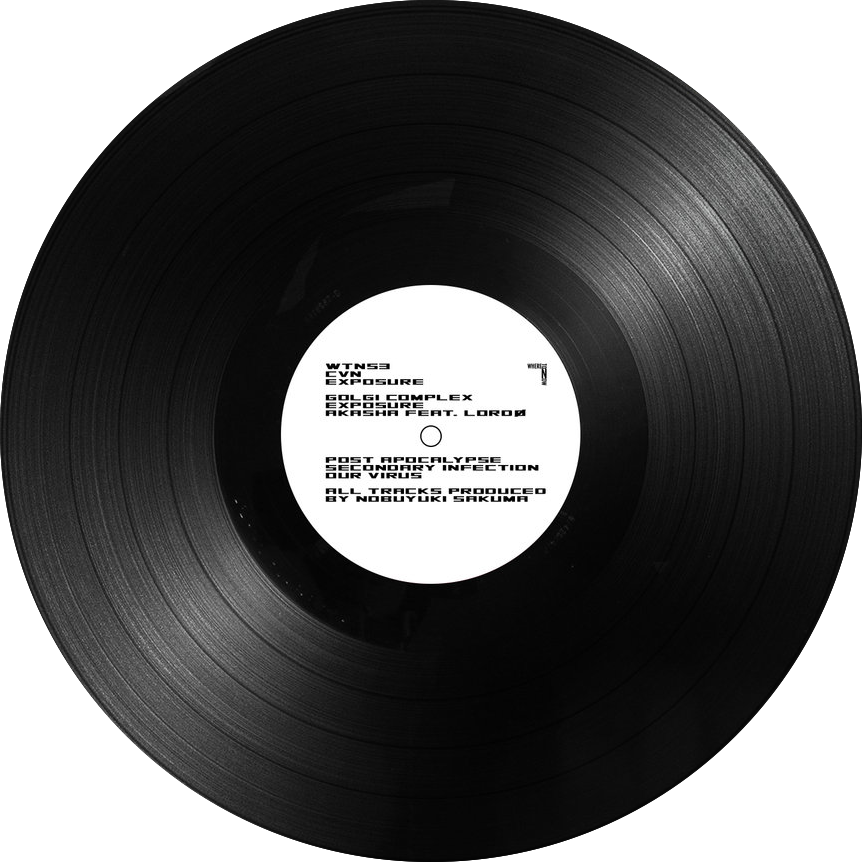 WTN53
CVN
EXPOSURE
WHERE
GOLGI COMPLEX
EXPOSURE
AKASHA FEAT. LORDØ
POST APOCALYPSE
SECONDARY INFECTION
OUR VIRUS
ALL TRACKS PRODUCED
BY NOBUYUKI SAKUMA